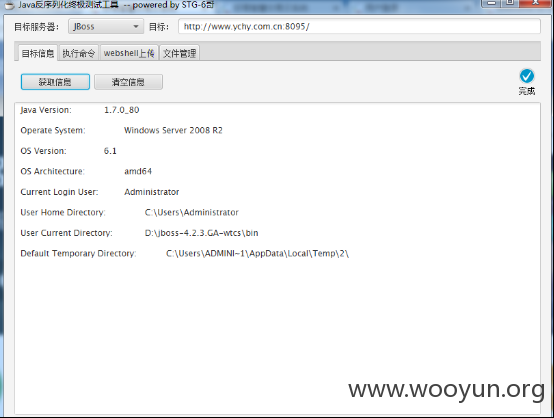 Java反序列化终极测试工具 -- powered by STG-6哥
目标服务器: JBoss 目标: http://www.ychy.com.cn:8095/
目标信息 执行命令 webshell上传 文件管理
获取信息 清空信息
完成
Java Version: 1.7.0_80
Operate System: Windows Server 2008 R2
OS Version: 6.1
OS Architecture: amd64
Current Login User: Administrator
User Home Directory: C:\Users\Administrator
User Current Directory: D:\jboss-4.2.3.GA-wtcs\bin
Default Temporary Directory: C:\Users\ADMINI~1\AppData\Local\Temp\2\
www.wooyun.org